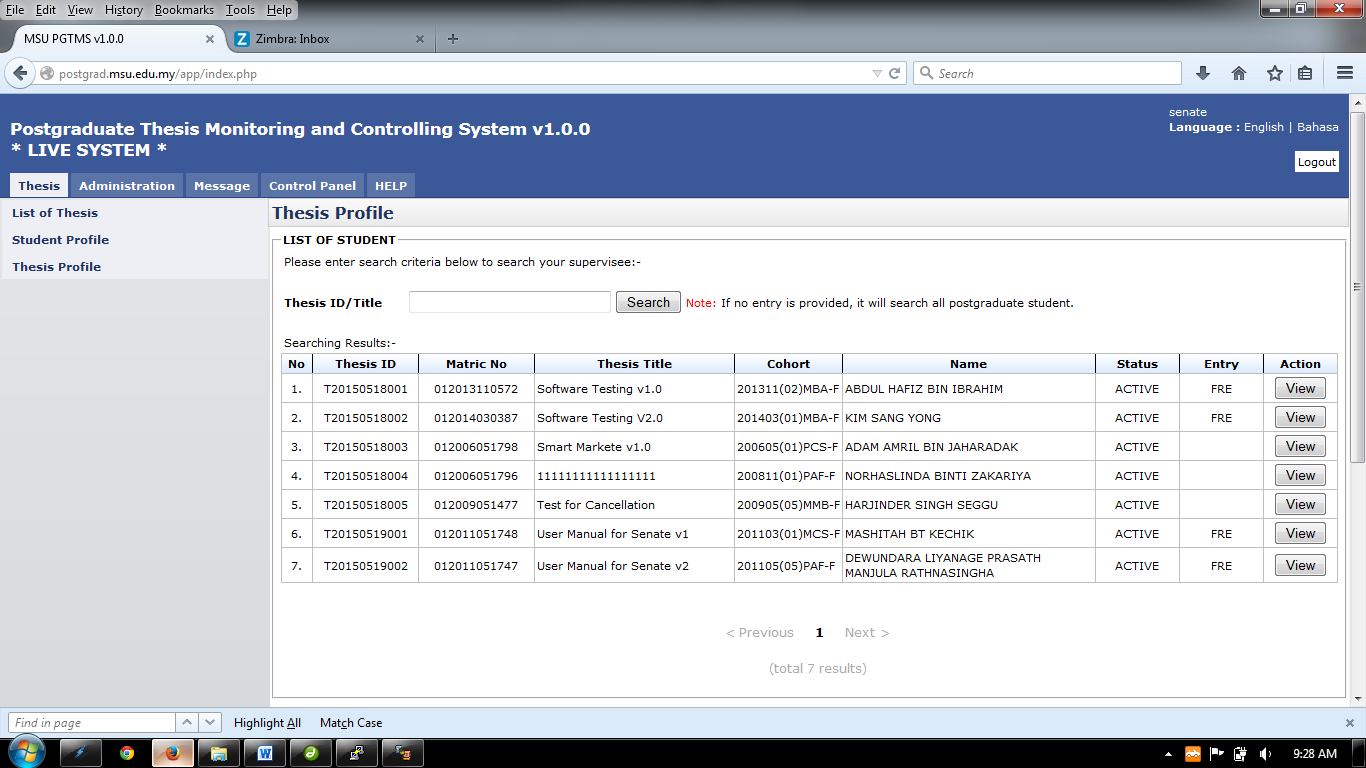 File Edit View History Bookmarks Tools Help
MSU PGTMS v1.0.0 Zimbra: Inbox
postgrad.msu.edu.my/app/index.php Search
senate
Postgraduate Thesis Monitoring and Controlling System v1.0.0
Language : English | Bahasa
* LIVE SYSTEM *
Logout
Thesis Administration Message Control Panel HELP
List of Thesis
Student Profile
Thesis Profile
Thesis Profile
LIST OF STUDENT
Please enter search criteria below to search your supervisee:-
Thesis ID/Title Search Note: If no entry is provided, it will search all postgraduate student.
Searching Results:-
No Thesis ID Matric No Thesis Title Cohort Name Status Entry Action
1. T20150518001 012013110572 Software Testing v1.0 201311(02)MBA-F ABDUL HAFIZ BIN IBRAHIM ACTIVE FRE View
2. T20150518002 012014030387 Software Testing V2.0 201403(01)MBA-F KIM SANG YONG ACTIVE FRE View
3. T20150518003 012006051798 Smart Markete v1.0 200605(01)PCS-F ADAM AMRIL BIN JAHARADAK ACTIVE View
4. T20150518004 012006051796 11111111111111111 200811(01)PAF-F NORHASLINDA BINTI ZAKARIYA ACTIVE View
5. T20150518005 012009051477 Test for Cancellation 200905(05)MMB-F HARJINDER SINGH SEGGU ACTIVE View
6. T20150519001 012011051748 User Manual for Senate v1 201103(01)MCS-F MASHITAH BT KECHIK ACTIVE FRE View
7. T20150519002 012011051747 User Manual for Senate v2 201105(05)PAF-F DEWUNDARA LIYANAGE PRASATH MANJULA RATHNASINGHA ACTIVE FRE View
< Previous 1 Next >
(total 7 results)
Find in page Highlight All Match Case
9:28 AM